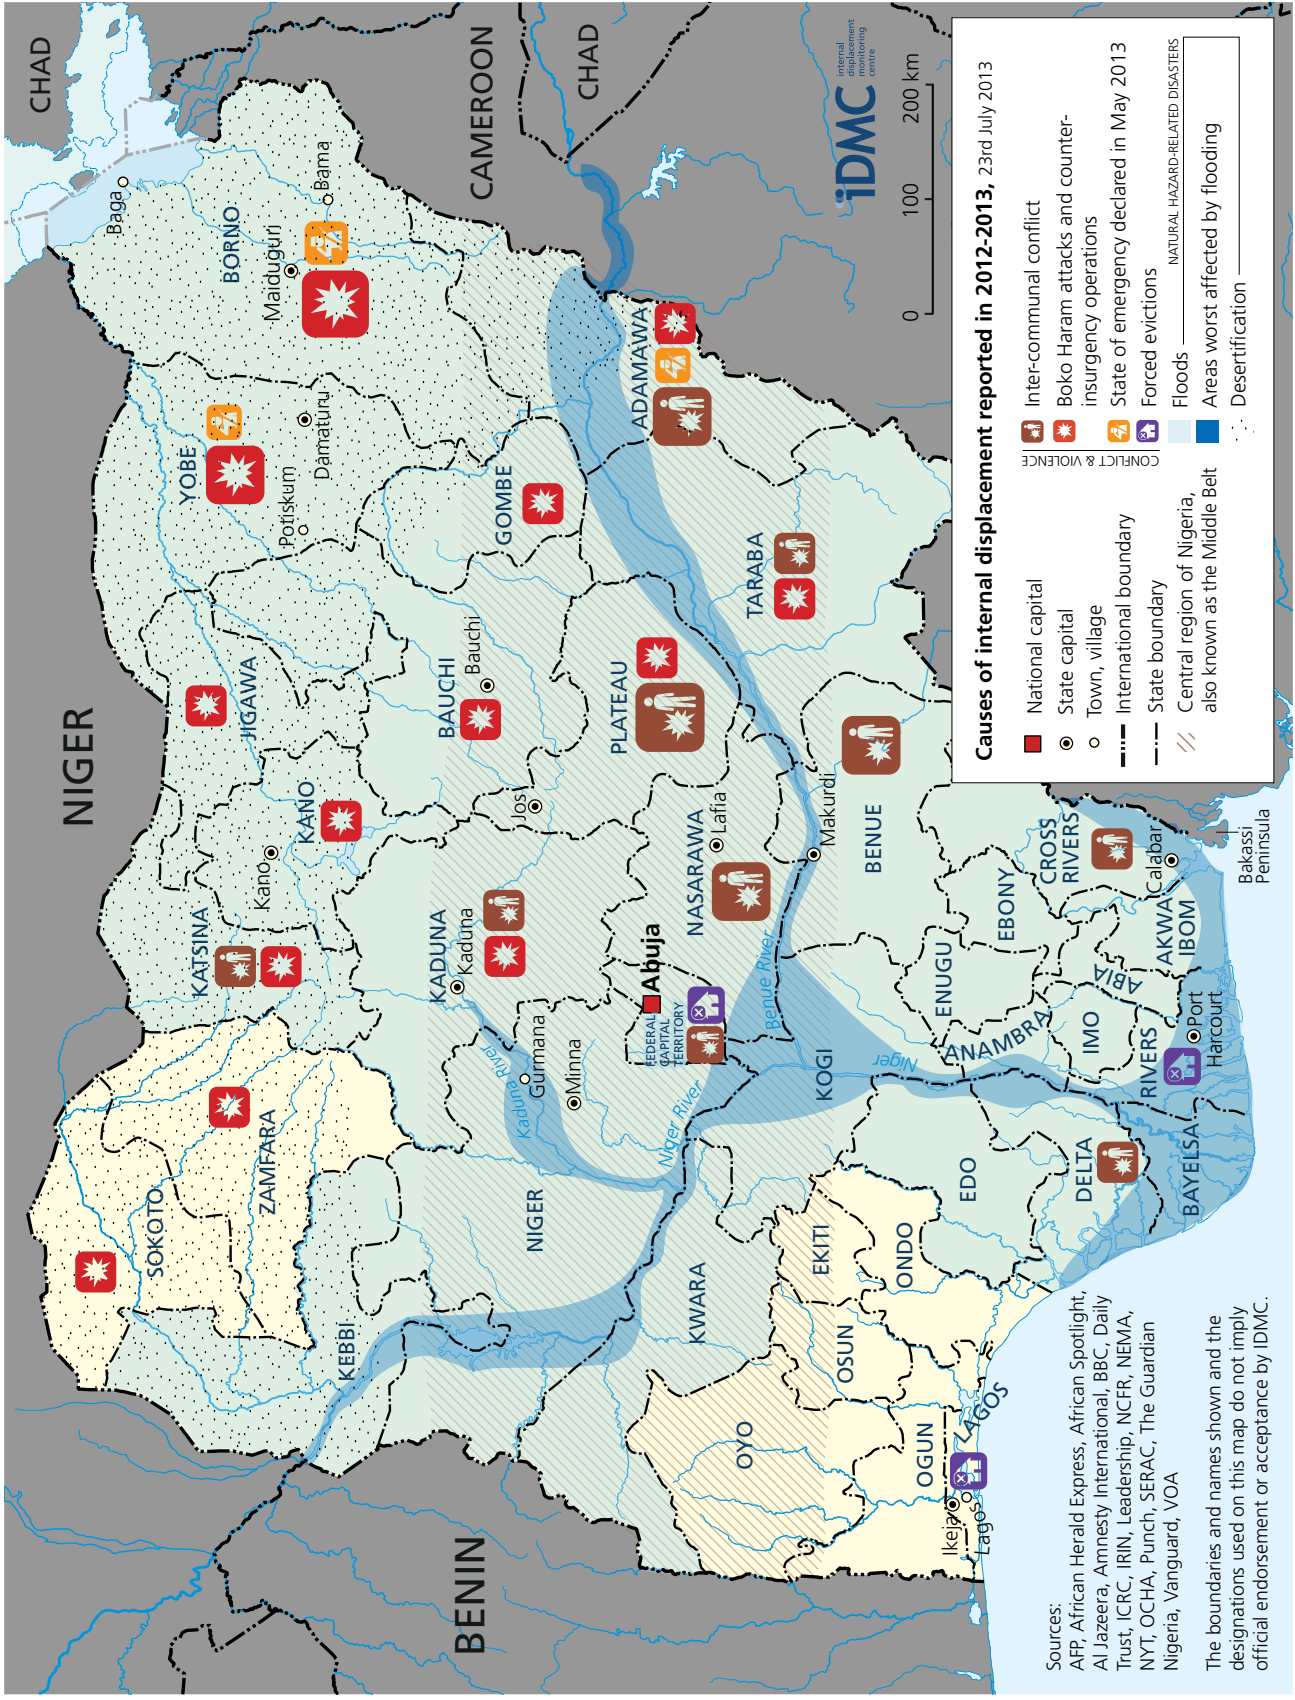 NIGER
CHAD
CAMEROON
CHAD
BENIN
SOKOTO
ZAMFARA
KEBBI
KATSINA
KANO
Kano
JIGAWA
YOBE
Potiskum
Damaturu
BORNO
Maiduguri
Baga
Bama
KADUNA
Kaduna
BAUCHI
Bauchi
GOMBE
ADAMAWA
Jos
PLATEAU
TARABA
NIGER
Kaduna River
Gurmana
Minna
FEDERAL
CAPITAL
TERRITORY
Abuja
NASARAWA
Lafia
Makurdi
BENUE
Benue River
Niger River
Niger
KWARA
KOGI
OYO
OSUN
EKITI
ONDO
OGUN
Ikeja
Lagos
LAGOS
EDO
DELTA
BAYELSA
RIVERS
Port
Harcourt
ANAMBRA
IMO
ABIA
ENUGU
EBONY
AKWA
IBOM
CROSS
RIVERS
Calabar
Bakassi
Peninsula
iDMC
internal
displacement
monitoring
centre
0 100 200 km
Causes of internal displacement reported in 2012-2013, 23rd July 2013
National capital
State capital
Town, village
International boundary
State boundary
Central region of Nigeria,
also known as the Middle Belt
CONFLICT & VIOLENCE
Inter-communal conflict
Boko Haram attacks and counter-
insurgency operations
State of emergency declared in May 2013
Forced evictions
NATURAL HAZARD-RELATED DISASTERS
Floods
Areas worst affected by flooding
Desertification
Sources:
AFP, African Herald Express, African Spotlight,
Al Jazeera, Amnesty International, BBC, Daily
Trust, ICRC, IRIN, Leadership, NCFR, NEMA,
NYT, OCHA, Punch, SERAC, The Guardian
Nigeria, Vanguard, VOA
The boundaries and names shown and the
designations used on this map do not imply
official endorsement or acceptance by IDMC.